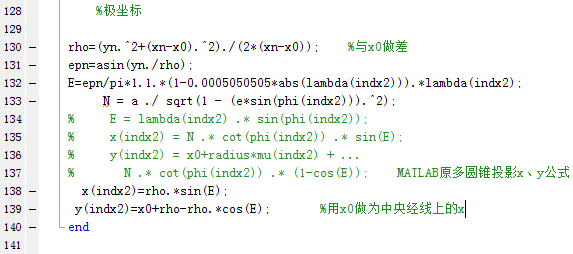 128 %极坐标
129
130 – rho=(yn.^2+(xn-x0).^2)./(2*(xn-x0)); %与x0做差
131 – epn=asin(yn./rho);
132 – E=epn/pi*1.1.*(1-0.0005050505*abs(lambda(indx2))).*lambda(indx2);
133 – N = a ./ sqrt(1 - (e*sin(phi(indx2))).^2);
134 % E = lambda(indx2) .* sin(phi(indx2));
135 % x(indx2) = N .* cot(phi(indx2)) .* sin(E);
136 % y(indx2) = x0+radius*mu(indx2) + ...
137 % N .* cot(phi(indx2)) .* (1-cos(E)); MATLAB原多圆锥投影x、y公式
138 – x(indx2)=rho.*sin(E);
139 – y(indx2)=x0+rho-rho.*cos(E); %用x0做为中央经线上的x
140 – end
141